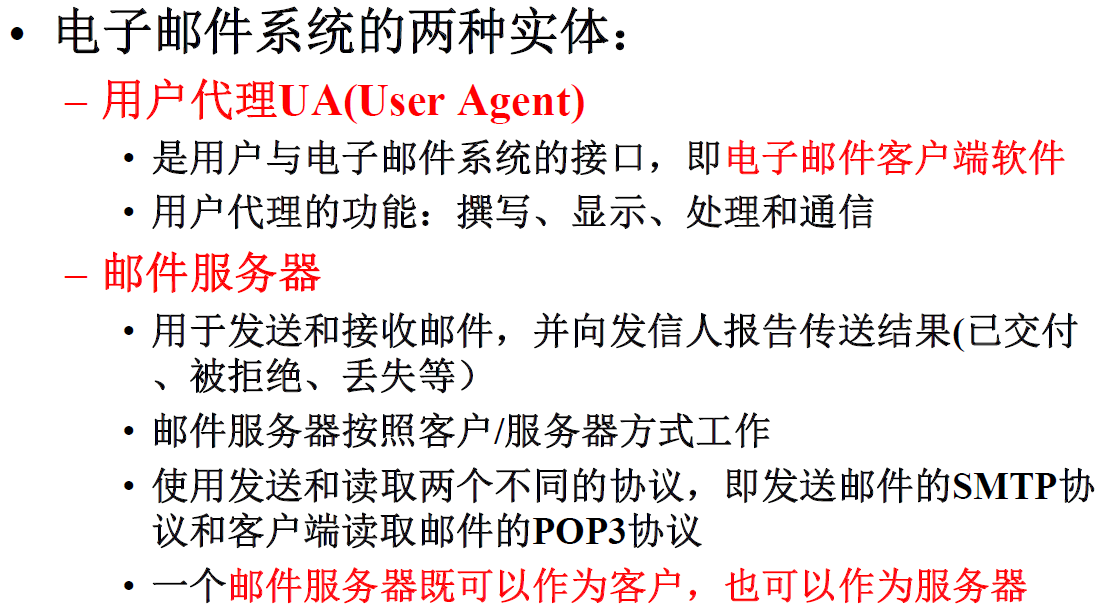 • 电子邮件系统的两种实体：
– 用户代理UA(User Agent)
• 是用户与电子邮件系统的接口，即电子邮件客户端软件
• 用户代理的功能：撰写、显示、处理和通信
– 邮件服务器
• 用于发送和接收邮件，并向发信人报告传送结果(已交付
、被拒绝、丢失等）
• 邮件服务器按照客户/服务器方式工作
• 使用发送和读取两个不同的协议，即发送邮件的SMTP协
议和客户端读取邮件的POP3协议
• 一个邮件服务器既可以作为客户，也可以作为服务器